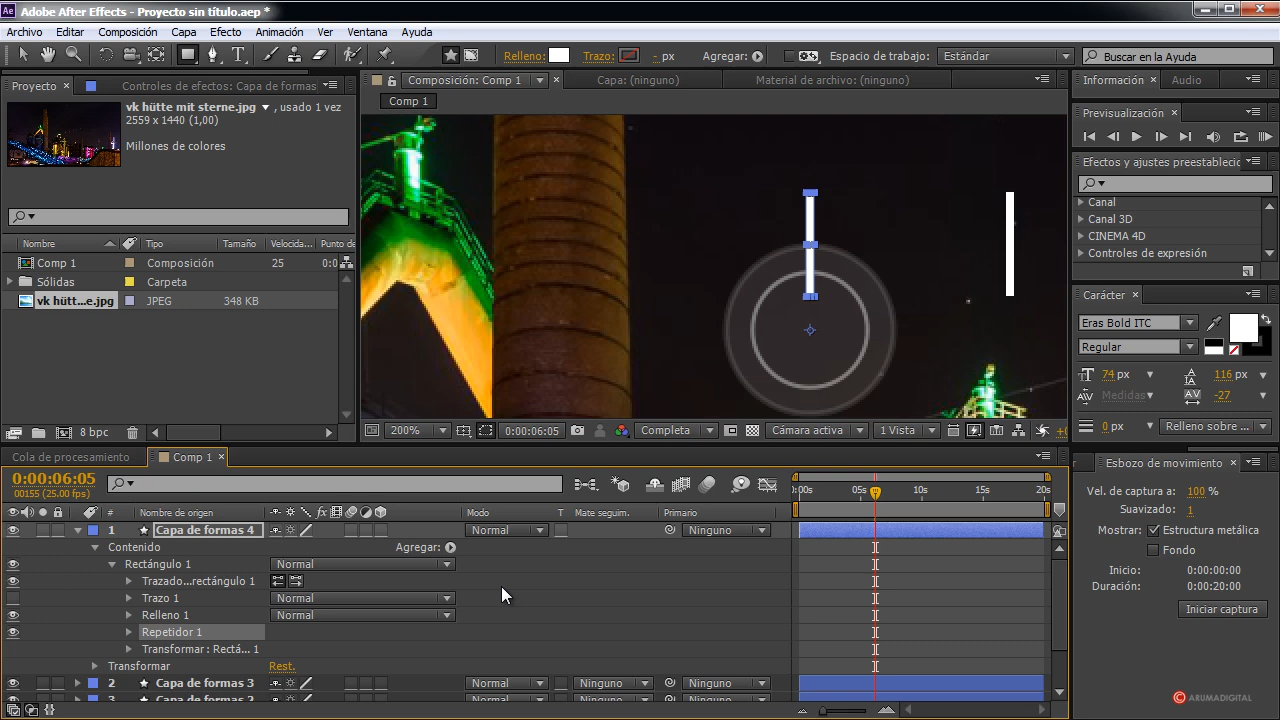 Ae Adobe After Effects - Proyecto sin título.aep *
Archivo Editar Composición Capa Efecto Animación Ver Ventana Ayuda
Relleno: Trazo: - px Agregar: Espacio de trabajo: Estándar Buscar en la Ayuda
Proyecto Controles de efectos: Capa de formas
vk hütte mit sterne.jpg , usado 1 vez
2559 x 1440 (1,00)
Millones de colores
Nombre Tipo Tamaño Velocida... Punto de
Comp 1 Composición 25 0:0
Sólidas Carpeta
vk hütt...e.jpg JPEG 348 KB
8 bpc
Composición: Comp 1 Capa: (ninguno) Material de archivo: (ninguno)
Comp 1
200% 0:00:06:05 Completa Cámara activa 1 Vista +0
Información Audio
Previsualización
Efectos y ajustes preestablecic
Canal
Canal 3D
CINEMA 4D
Controles de expresión
Carácter
Eras Bold ITC
Regular
74 px 116 px
Medidas -27
0 px Relleno sobre ...
Cola de procesamiento Comp 1
0:00:06:05
00155 (25.00 fps)
0:00s 05s 10s 15s 20s
# Nombre de origen Modo T Mate seguim. Primario
1 Capa de formas 4 Normal Ninguno
Contenido Agregar:
Rectángulo 1 Normal
Trazado...rectángulo 1
Trazo 1 Normal
Relleno 1 Normal
Repetidor 1
Transformar : Rectá... 1
Transformar Rest.
2 Capa de formas 3 Normal Ninguno Ninguno
Esbozo de movimiento
Vel. de captura a: 100 %
Suavizado: 1
Mostrar: Estructura metálica
Fondo
Inicio: 0:00:00:00
Duración: 0:00:20:00
Iniciar captura
© ARUMADIGITAL